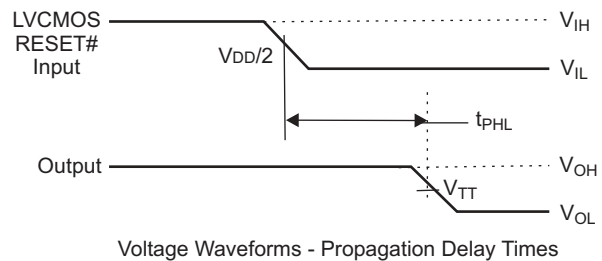 LVCMOS
RESET#
Input
VDD/2
VIH
VIL
tPHL
Output
VTT
VOH
VOL
Voltage Waveforms - Propagation Delay Times